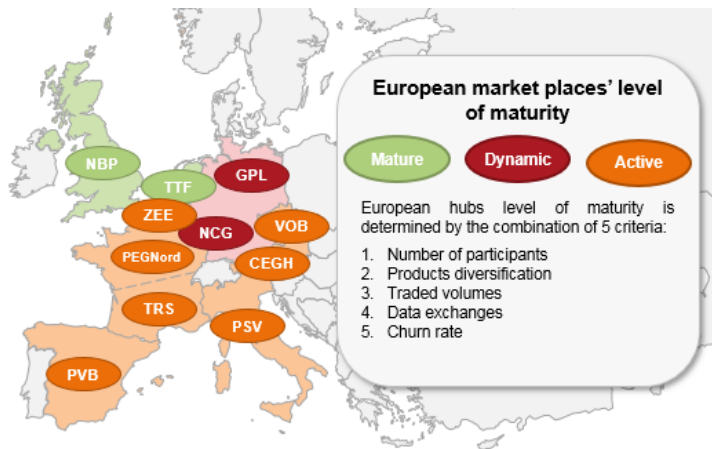 European market places' level
of maturity
Mature
Dynamic
Active
European hubs level of maturity is
determined by the combination of 5 criteria:
1. Number of participants
2. Products diversification
3. Traded volumes
4. Data exchanges
5. Churn rate
NBP
TTF
GPL
ZEE
NCG
VOB
PEGNord
CEGH
TRS
PSV
PVB